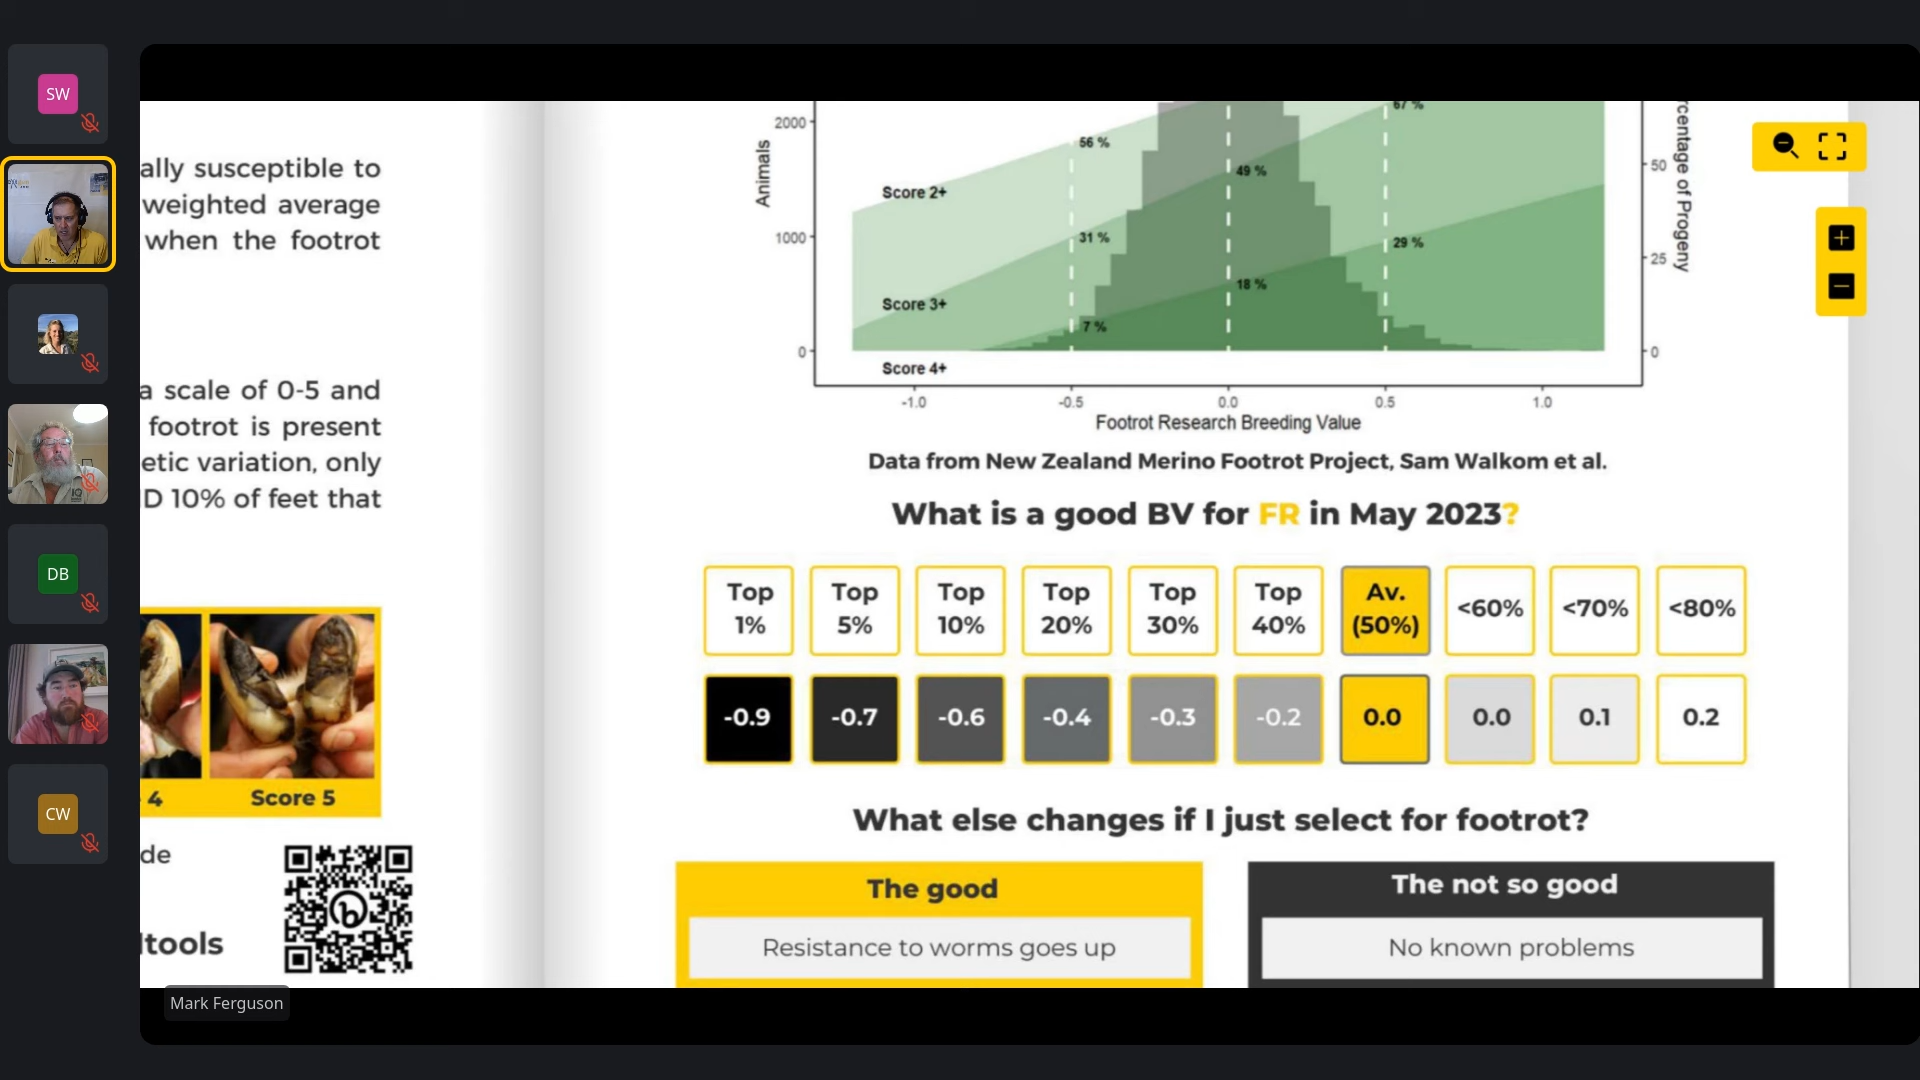 SW
DB
CW
ally susceptible to
weighted average
when the footrot
a scale of 0-5 and
footrot is present
etic variation, only
D 10% of feet that
4
Score 5
de
ltools
Mark Ferguson
67 %
2000
56 %
50
Animals
49 %
Score 2+
Percentage of Progeny
1000
31 %
29 %
25
18 %
Score 3+
7 %
0
0
Score 4+
-1.0
-0.5
0.0
0.5
1.0
Footrot Research Breeding Value
Data from New Zealand Merino Footrot Project, Sam Walkom et al.
What is a good BV for FR in May 2023?
Top 1%
Top 5%
Top 10%
Top 20%
Top 30%
Top 40%
Av. (50%)
<60%
<70%
<80%
-0.9
-0.7
-0.6
-0.4
-0.3
-0.2
0.0
0.0
0.1
0.2
What else changes if I just select for footrot?
The good
Resistance to worms goes up
The not so good
No known problems